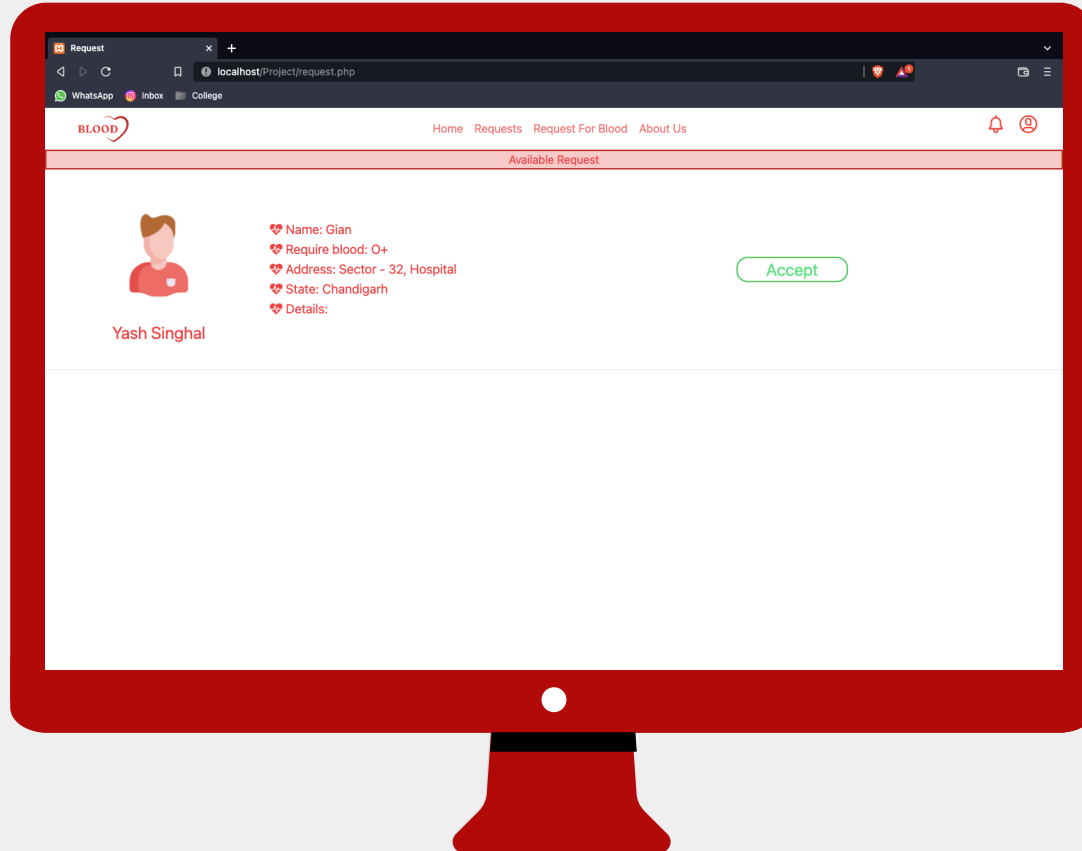 Request
localhost/Project/request.php
WhatsApp Inbox College
BLOOD Home Requests Request For Blood About Us
Available Request
Name: Gian
Require blood: O+
Address: Sector - 32, Hospital
State: Chandigarh
Details:
Accept
Yash Singhal